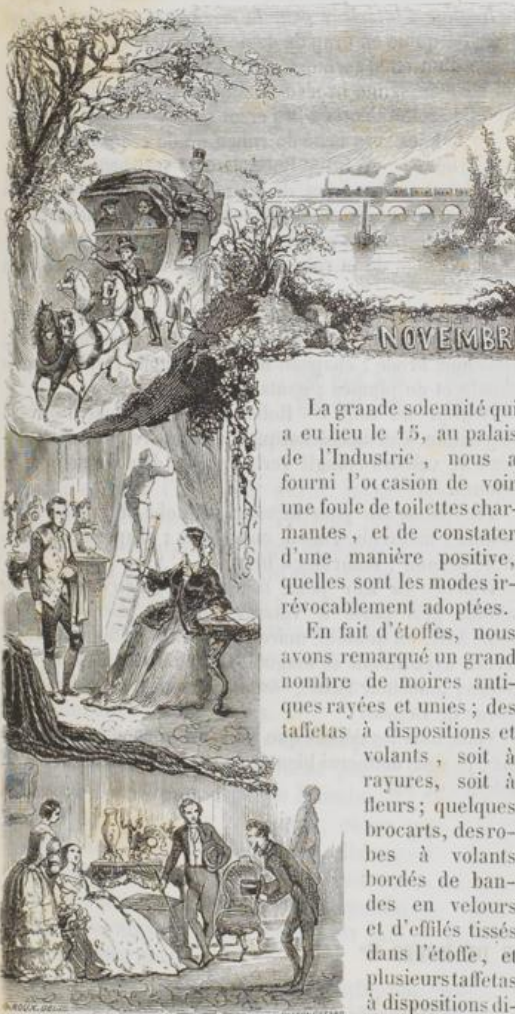 NOVEMBR
La grande solennité qui
a eu lieu le 15, au palais
de l'Industrie, nous a
fourni l'occasion de voir
une foule de toilettes char-
mantes, et de constater
d'une manière positive,
quelles sont les modes ir-
révocablement adoptées.
En fait d'étoffes, nous
avons remarqué un grand
nombre de moires anti-
ques rayées et unies; des
taffetas à dispositions et
volants, soit à
rayures, soit à
fleurs; quelques
brocarts, des ro-
bes à volants
bordés de ban-
des en velours
et d'effilés tissés
dans l'étoffe, et
plusieurs taffetas
à dispositions di-